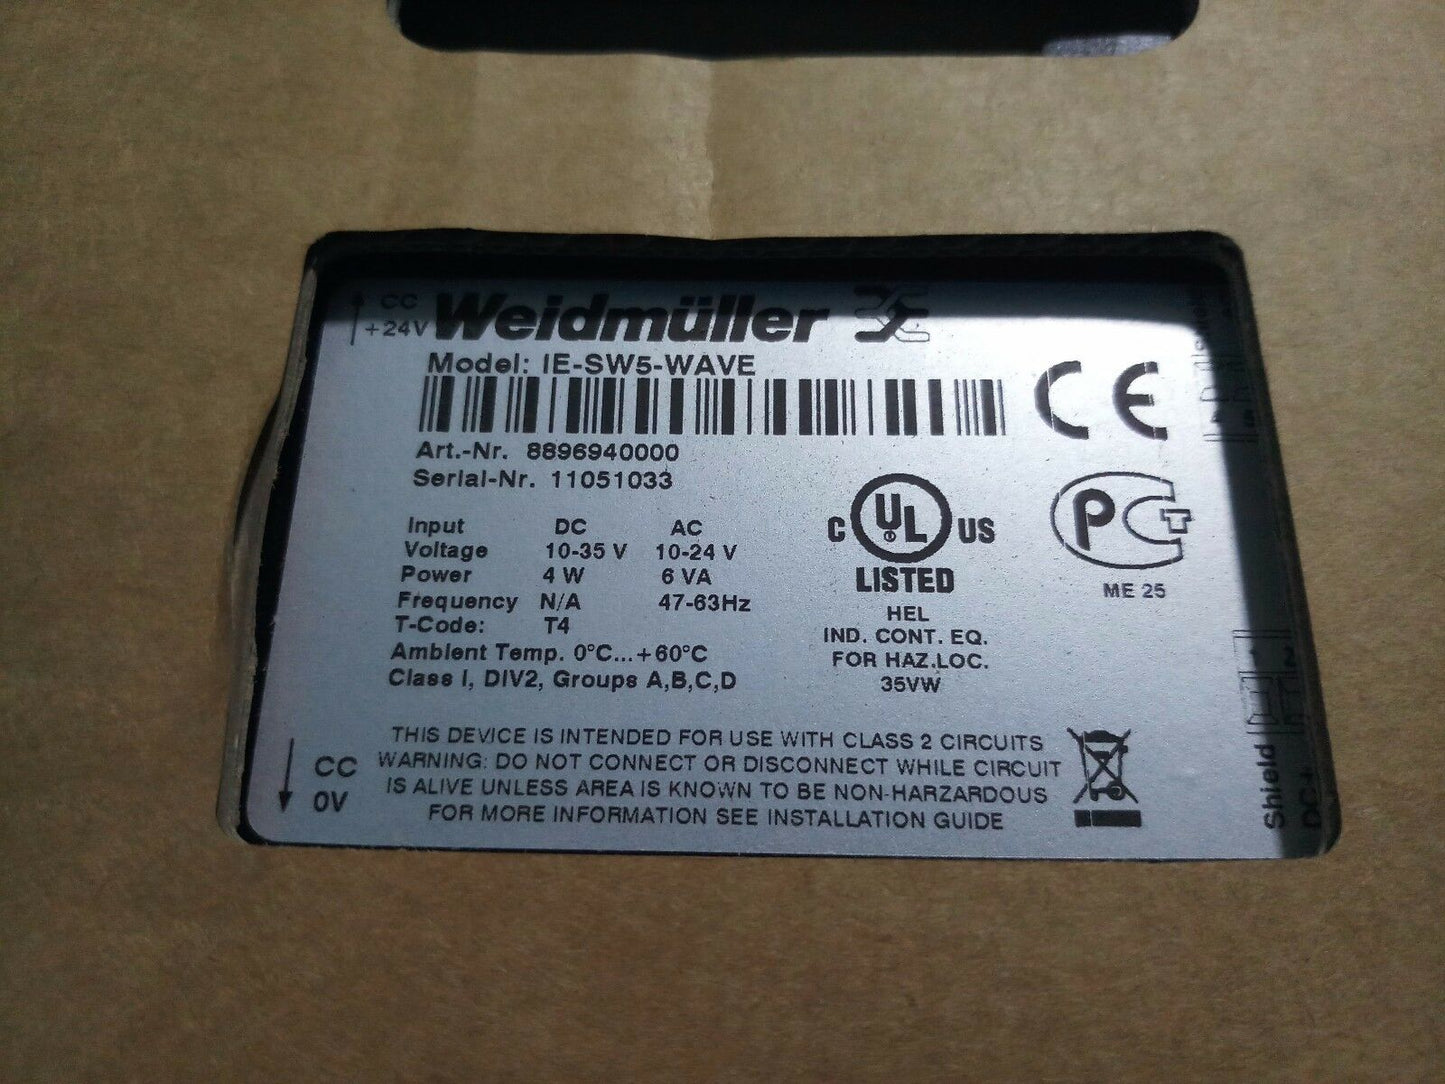 CC
+24V
Weidmüller
Model: IE-SW5-WAVE
Art.-Nr. 8896940000
Serial-Nr. 11051033
Input DC AC
Voltage 10-35 V 10-24 V
Power 4 W 6 VA
Frequency N/A 47-63Hz
T-Code: T4
Ambient Temp. 0°C...+60°C
Class I, DIV2, Groups A,B,C,D
CE
C UL US
LISTED
HEL
IND. CONT. EQ.
FOR HAZ.LOC.
35VW
PCT
ME 25
THIS DEVICE IS INTENDED FOR USE WITH CLASS 2 CIRCUITS
WARNING: DO NOT CONNECT OR DISCONNECT WHILE CIRCUIT
IS ALIVE UNLESS AREA IS KNOWN TO BE NON-HARZARDOUS
FOR MORE INFORMATION SEE INSTALLATION GUIDE
CC
0V
Shield
DC+